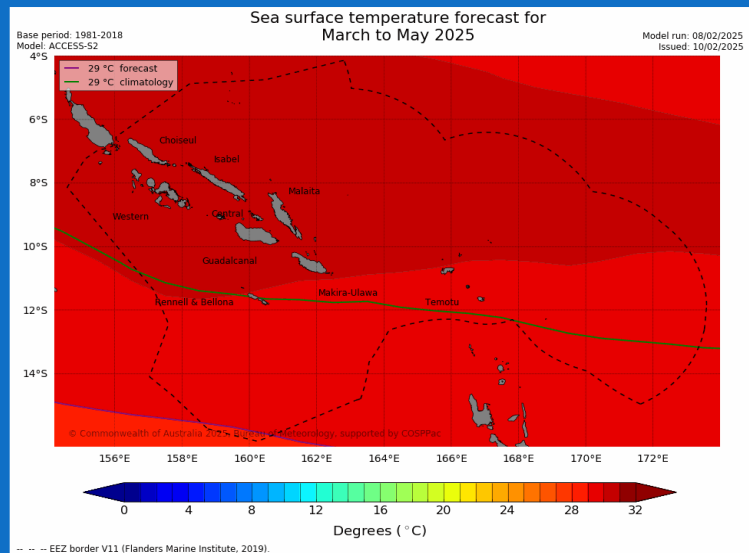 Sea surface temperature forecast for
March to May 2025
Base period: 1981-2018
Model: ACCESS-S2
Model run: 08/02/2025
Issued: 10/02/2025
29 °C forecast
29 °C climatology
4°S
6°S
8°S
10°S
12°S
14°S
Choiseul
Isabel
Malaita
Western
Central
Guadalcanal
Makira-Ulawa
Rennell & Bellona
Temotu
© Commonwealth of Australia 2025, Bureau of Meteorology, supported by COSPPac
156°E 158°E 160°E 162°E 164°E 166°E 168°E 170°E 172°E
0 4 8 12 16 20 24 28 32
Degrees (°C)
-- -- -- EEZ border V11 (Flanders Marine Institute, 2019).